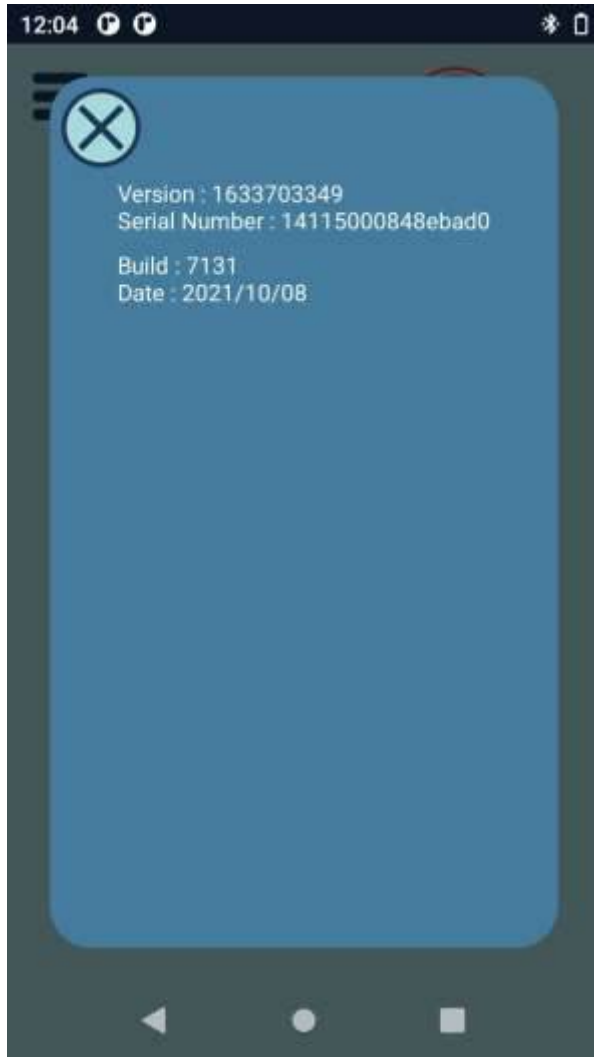 12:04
Version : 1633703349
Serial Number : 14115000848ebad0
Build : 7131
Date : 2021/10/08